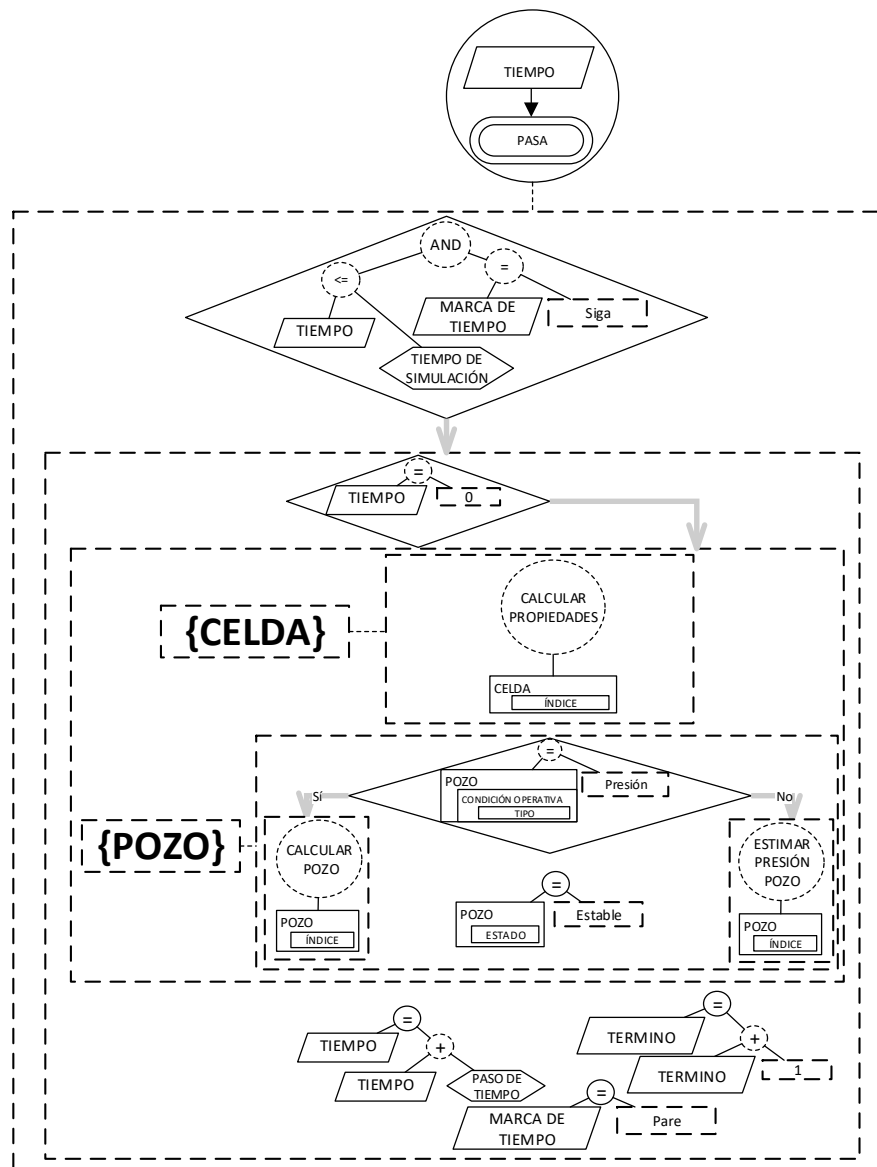 TIEMPO
PASA
AND
<=
=
TIEMPO
MARCA DE
TIEMPO
Siga
TIEMPO DE
SIMULACIÓN
=
TIEMPO
0
{CELDA}
CALCULAR
PROPIEDADES
CELDA
ÍNDICE
=
POZO
CONDICIÓN OPERATIVA
TIPO
Presión
Sí
No
{POZO}
CALCULAR
POZO
POZO
ÍNDICE
=
POZO
ESTADO
Estable
ESTIMAR
PRESIÓN
POZO
POZO
ÍNDICE
=
TIEMPO
+
TIEMPO
PASO DE
TIEMPO
=
TERMINO
+
TERMINO
1
=
MARCA DE
TIEMPO
Pare